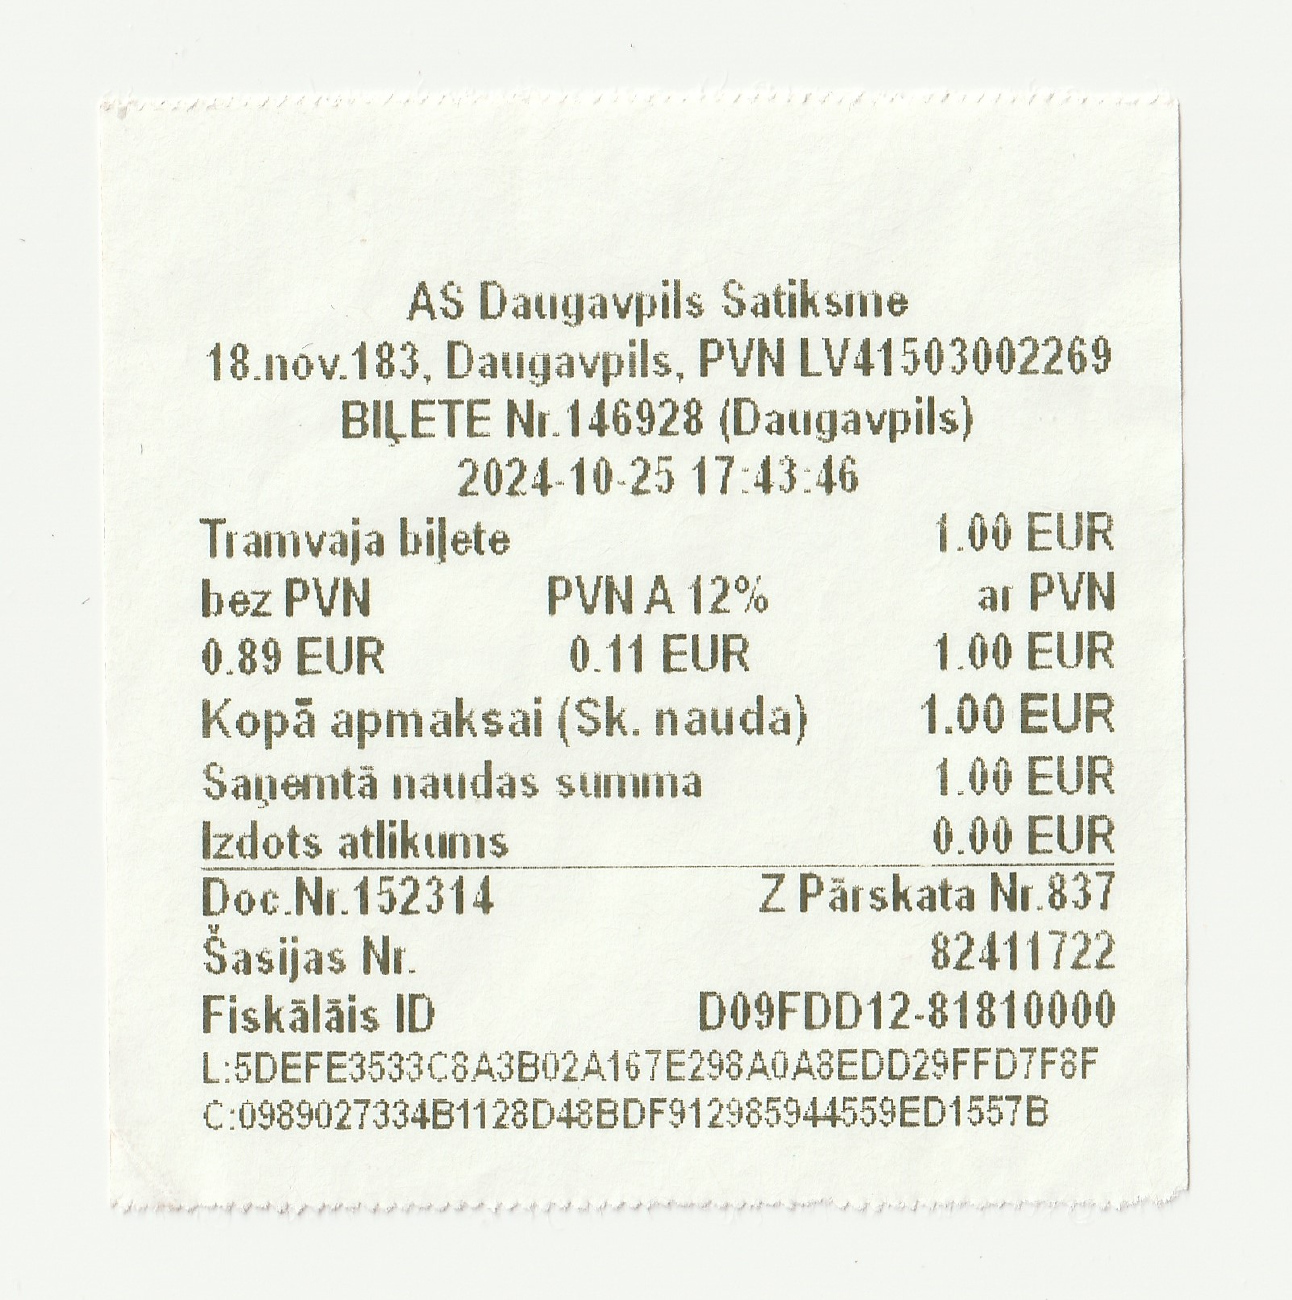 AS Daugavpils Satiksme
18.nov.183, Daugavpils, PVN LV41503002269
BIĻETE Nr.146928 (Daugavpils)
2024-10-25 17:43:46
Tramvaja biļete 1.00 EUR
bez PVN PVN A 12% ar PVN
0.89 EUR 0.11 EUR 1.00 EUR
Kopā apmaksai (Sk. nauda) 1.00 EUR
Saņemtā naudas summa 1.00 EUR
Izdots atlikums 0.00 EUR
Doc.Nr.152314 Z Pārskata Nr.837
Šasijas Nr. 82411722
Fiskālāis ID D09FDD12-81810000
L:5DEFE3533C8A3B02A167E298A0A8EDD29FFD7F8F
C:0989027334B1128D48BDF912985944559ED1557B